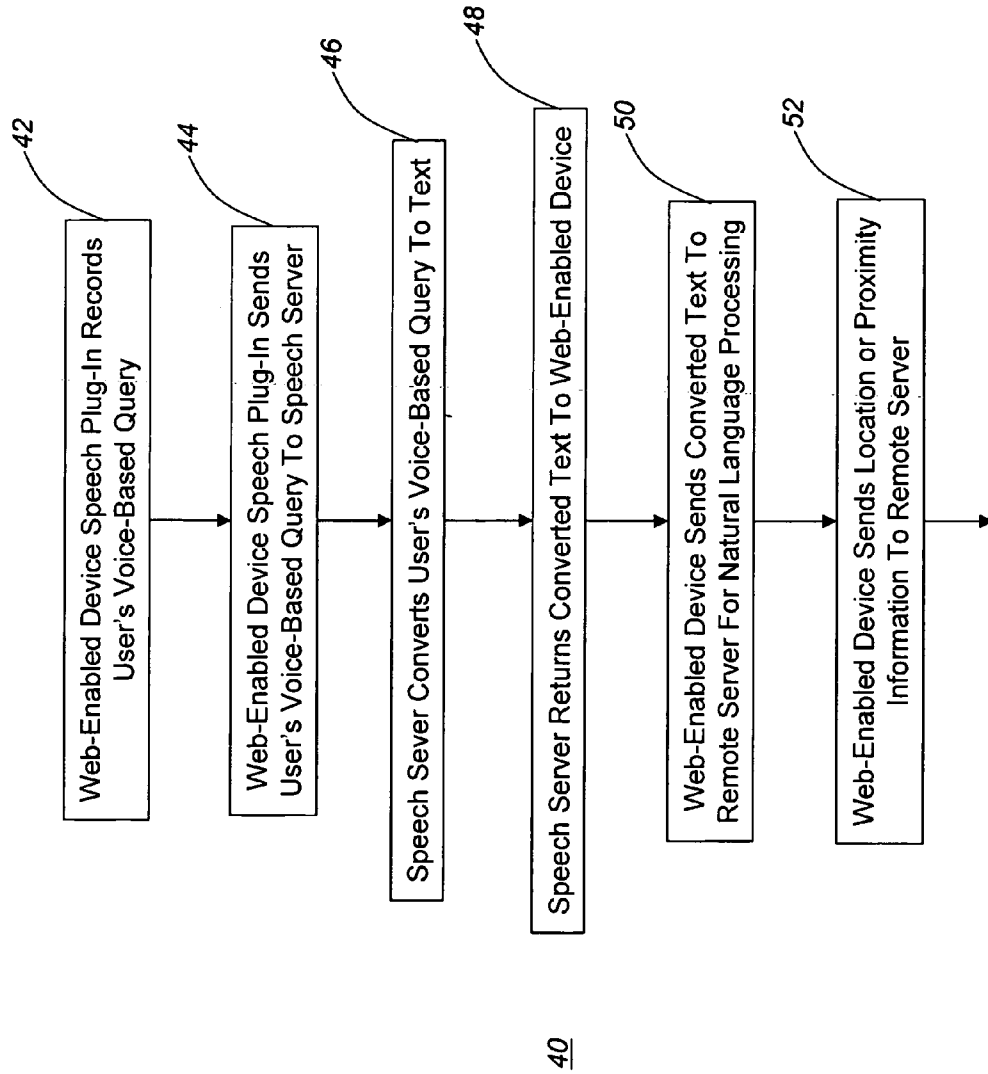 42
Web-Enabled Device Speech Plug-In Records
User's Voice-Based Query
44
Web-Enabled Device Speech Plug-In Sends
User's Voice-Based Query To Speech Server
46
Speech Sever Converts User's Voice-Based Query To Text
48
Speech Server Returns Converted Text To Web-Enabled Device
50
Web-Enabled Device Sends Converted Text To
Remote Server For Natural Language Processing
52
Web-Enabled Device Sends Location or Proximity
Information To Remote Server
40